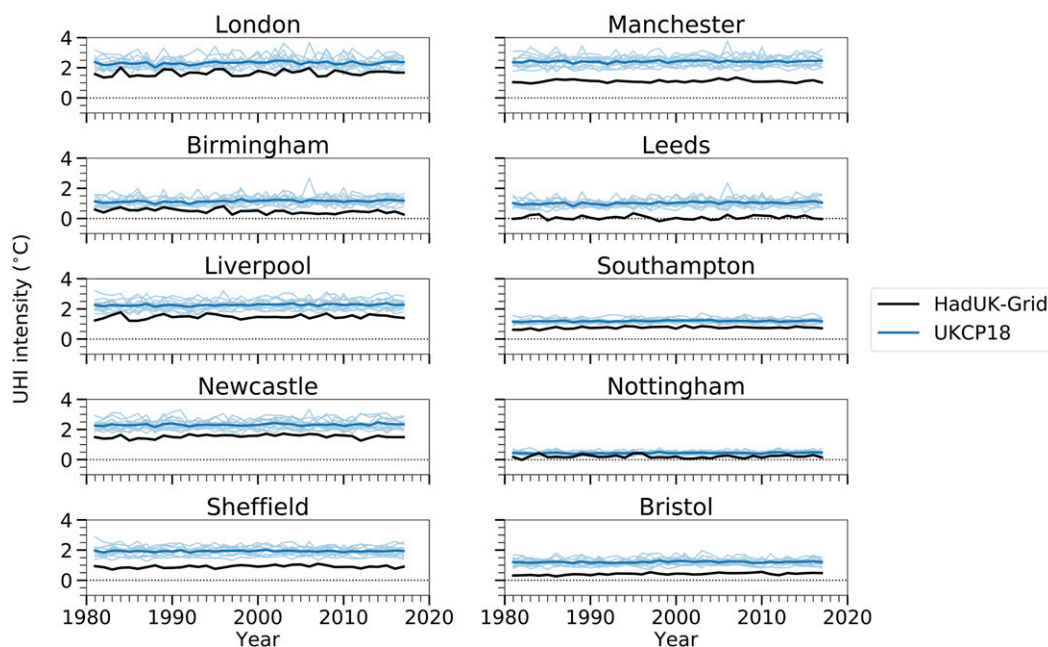 London
Manchester
4
2
0
Birmingham
Leeds
4
2
0
Liverpool
Southampton
4
2
0
UHI intensity (°C)
HadUK-Grid
UKCP18
Newcastle
Nottingham
4
2
0
Sheffield
Bristol
4
2
0
1980 1990 2000 2010 2020
1980 1990 2000 2010 2020
Year
Year